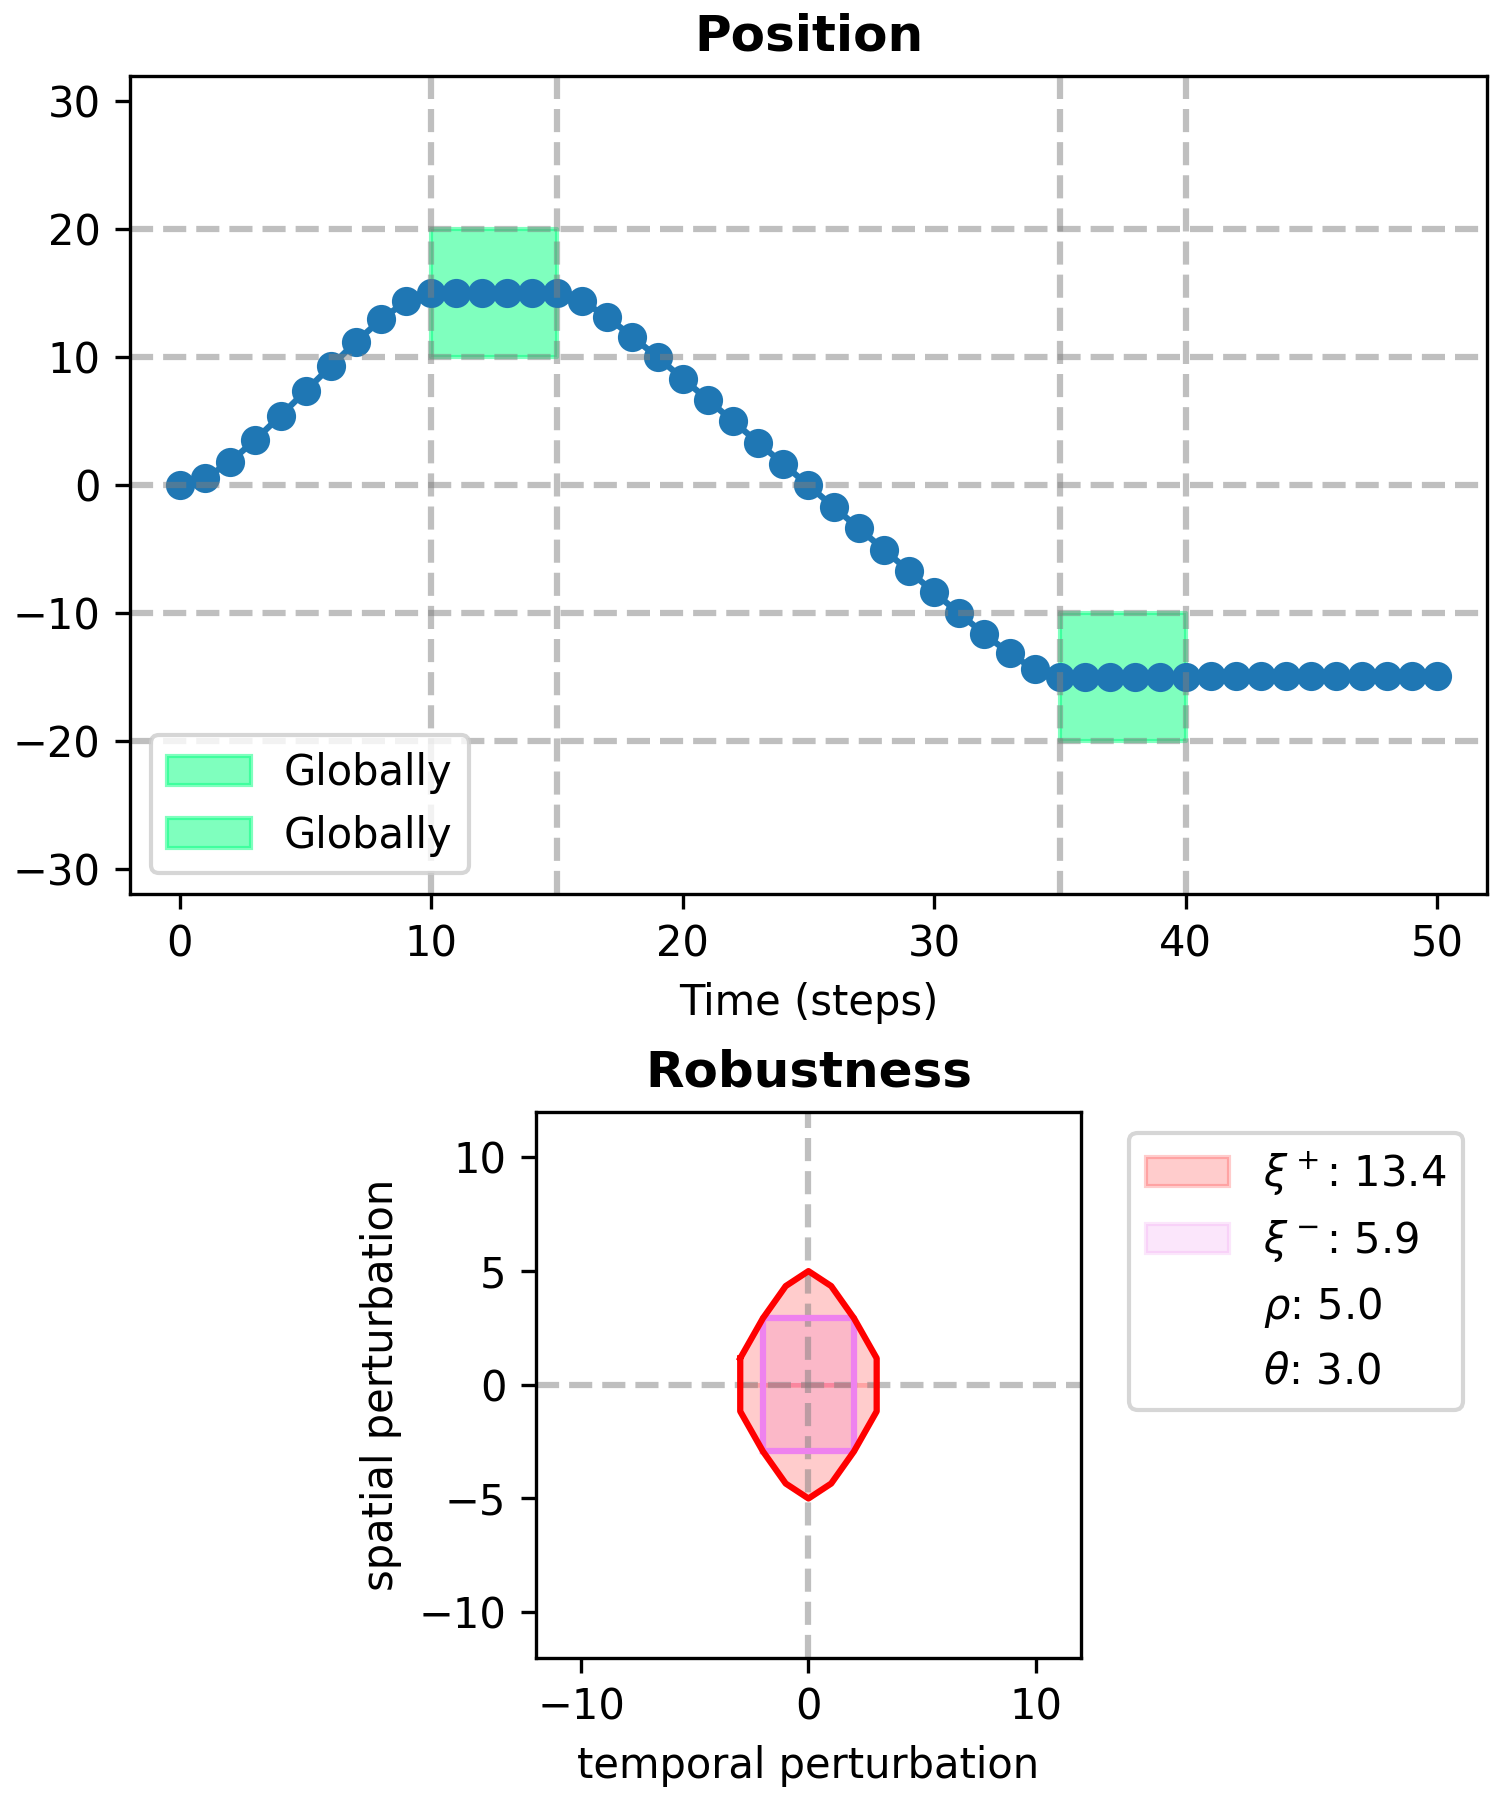 Position
30
20
10
0
−10
−20
−30
Globally
Globally
0 10 20 30 40 50
Time (steps)
Robustness
spatial perturbation
10
5
0
−5
−10
−10 0 10
temporal perturbation
ξ⁺: 13.4
ξ⁻: 5.9
ρ: 5.0
θ: 3.0